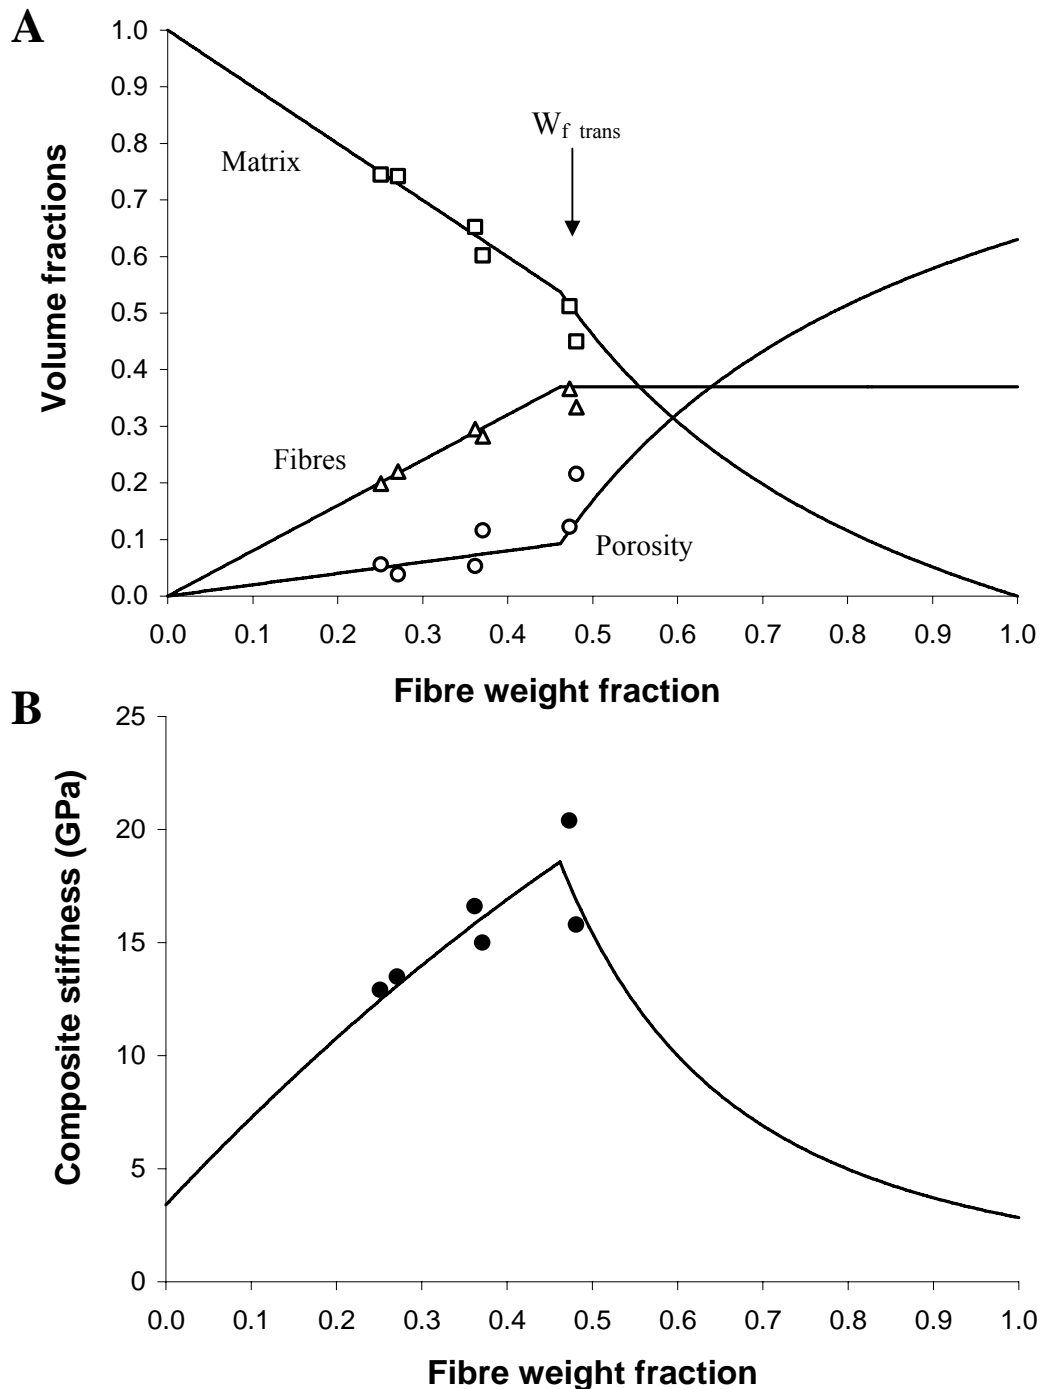 A
1.0
0.9
0.8
0.7
0.6
0.5
0.4
0.3
0.2
0.1
0.0
Volume fractions
Matrix
W_f trans
Fibres
Porosity
0.0 0.1 0.2 0.3 0.4 0.5 0.6 0.7 0.8 0.9 1.0
Fibre weight fraction
B
25
20
15
10
5
0
Composite stiffness (GPa)
0.0 0.1 0.2 0.3 0.4 0.5 0.6 0.7 0.8 0.9 1.0
Fibre weight fraction